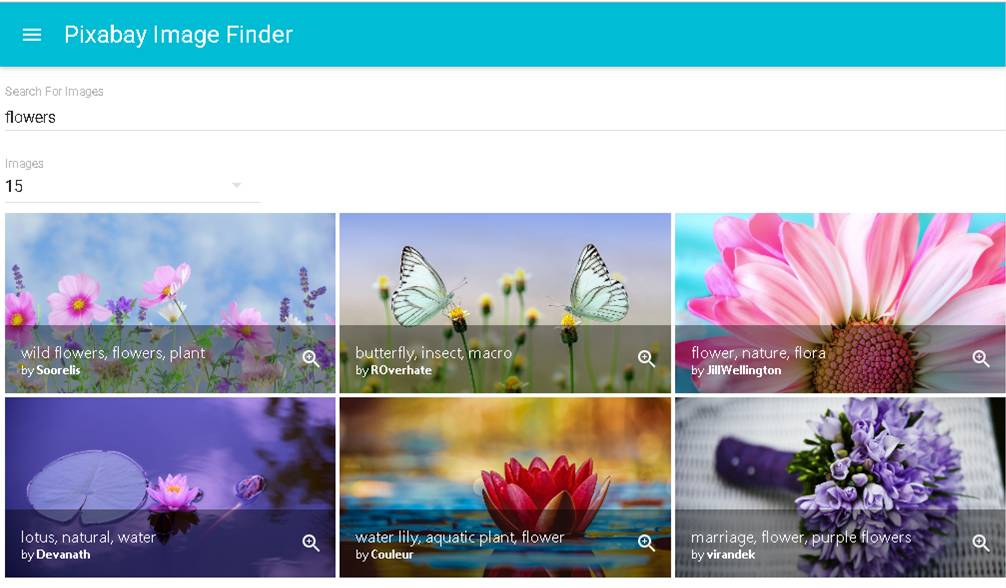 Pixabay Image Finder
Search For Images
flowers
Images
15
wild flowers, flowers, plant
by Soorelis
butterfly, insect, macro
by ROverhate
flower, nature, flora
by JillWellington
lotus, natural, water
by Devanath
water lily, aquatic plant, flower
by Couleur
marriage, flower, purple flowers
by virandek